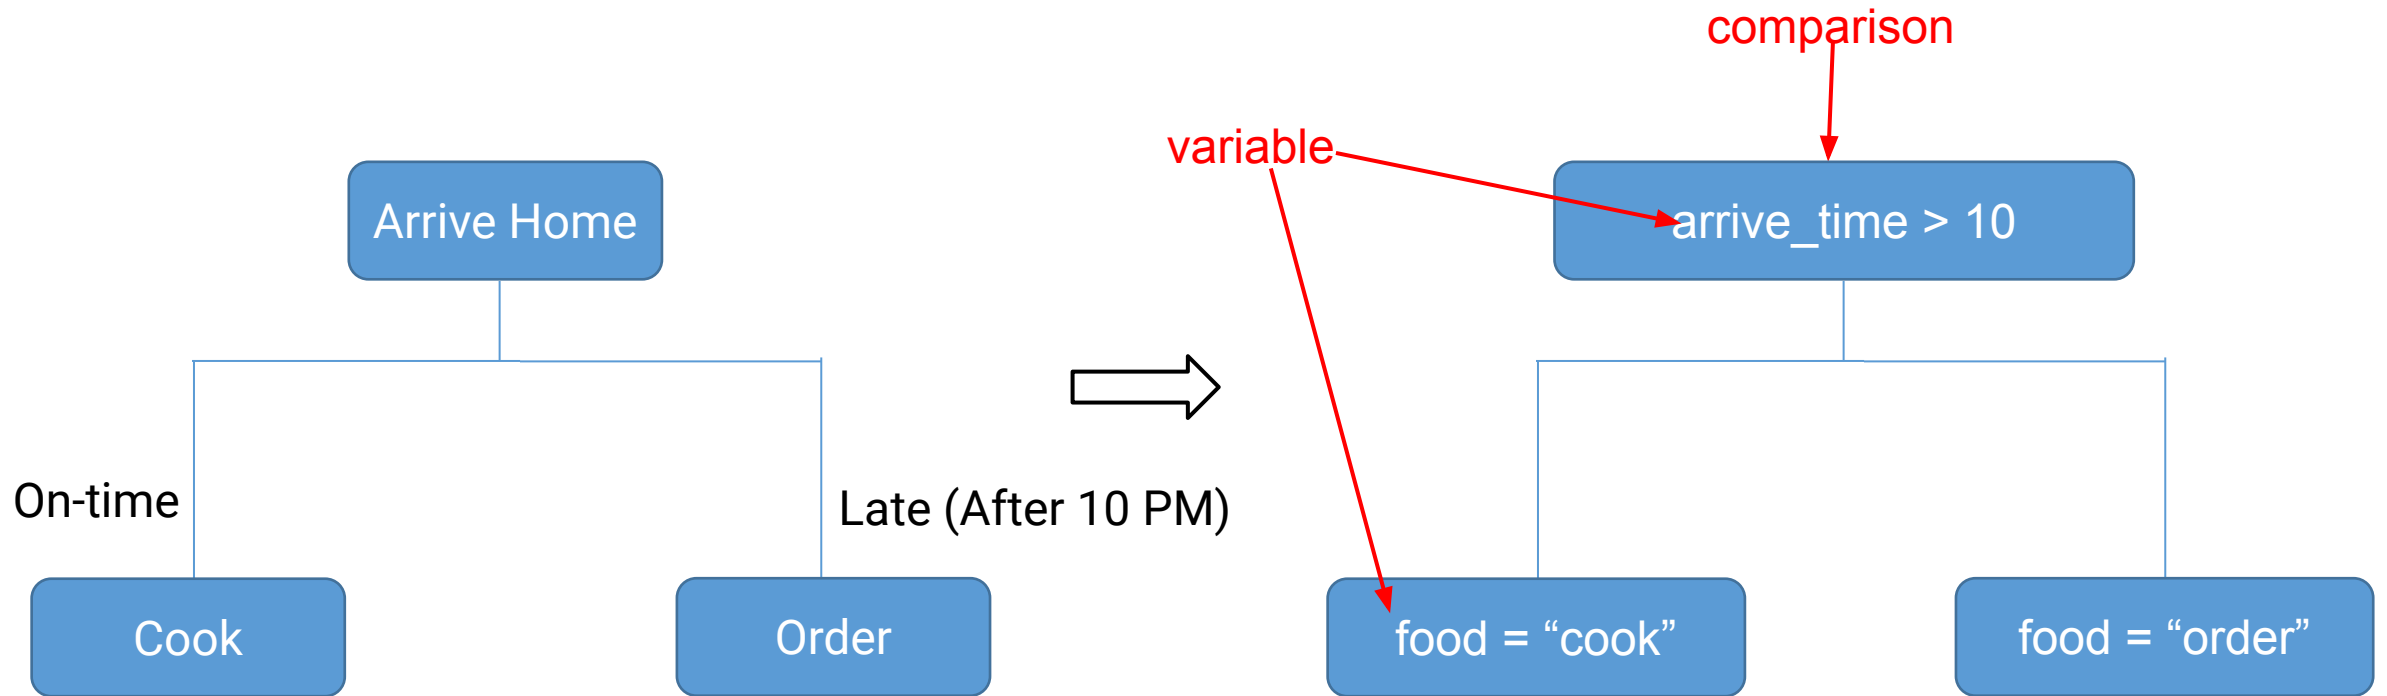 comparison
variable
Arrive Home
arrive_time > 10
On-time
Late (After 10 PM)
Cook
Order
food = “cook”
food = “order”